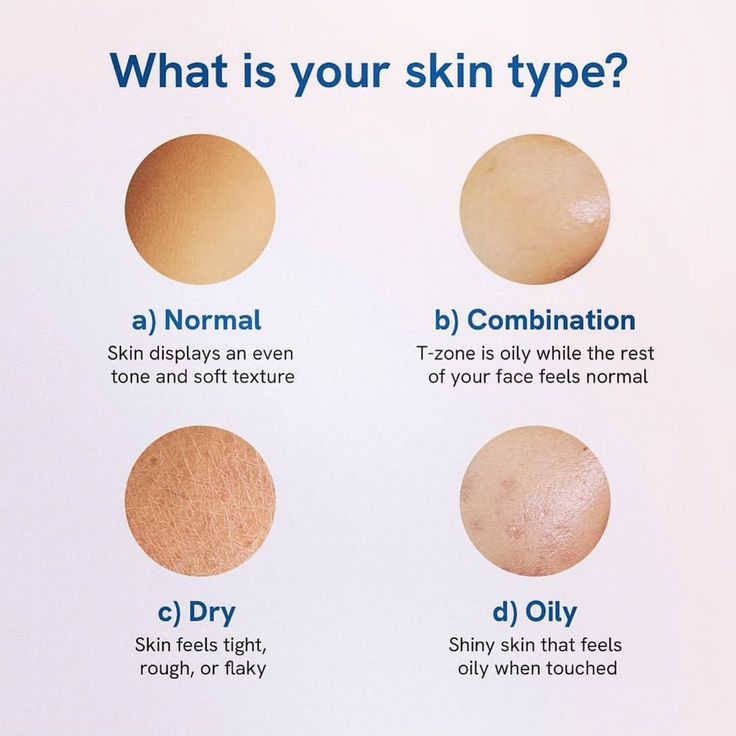 What is your skin type?
a) Normal
Skin displays an even
tone and soft texture
b) Combination
T-zone is oily while the rest
of your face feels normal
c) Dry
Skin feels tight,
rough, or flaky
d) Oily
Shiny skin that feels
oily when touched